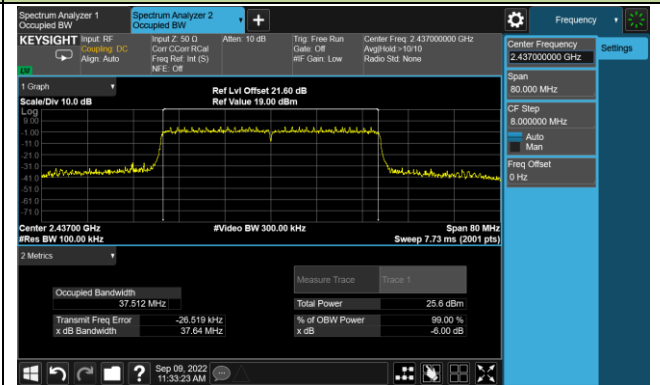 Spectrum Analyzer 1
Occupied BW
Spectrum Analyzer 2
Occupied BW
+
Frequency
KEYSIGHT
Input: RF
Coupling: DC
Align: Auto
LXI
Input Z: 50 Ω
Corr CCorr RCal
Freq Ref: Int (S)
NFE: Off
Atten: 10 dB
Trig: Free Run
Gate: Off
#IF Gain: Low
Center Freq: 2.437000000 GHz
Avg|Hold:>10/10
Radio Std: None
Center Frequency
2.437000000 GHz
Settings
Span
80.000 MHz
CF Step
8.000000 MHz
Auto
Man
Freq Offset
0 Hz
1 Graph
Scale/Div 10.0 dB
Ref Lvl Offset 21.60 dB
Ref Value 19.00 dBm
Log
9.00
-1.00
-11.0
-21.0
-31.0
-41.0
-51.0
-61.0
-71.0
Center 2.43700 GHz
#Res BW 100.00 kHz
#Video BW 300.00 kHz
Span 80 MHz
Sweep 7.73 ms (2001 pts)
2 Metrics
Measure Trace
Trace 1
Occupied Bandwidth
37.512 MHz
Total Power
25.6 dBm
Transmit Freq Error
-26.519 kHz
% of OBW Power
99.00 %
x dB Bandwidth
37.64 MHz
x dB
-6.00 dB
?
Sep 09, 2022
11:33:23 AM